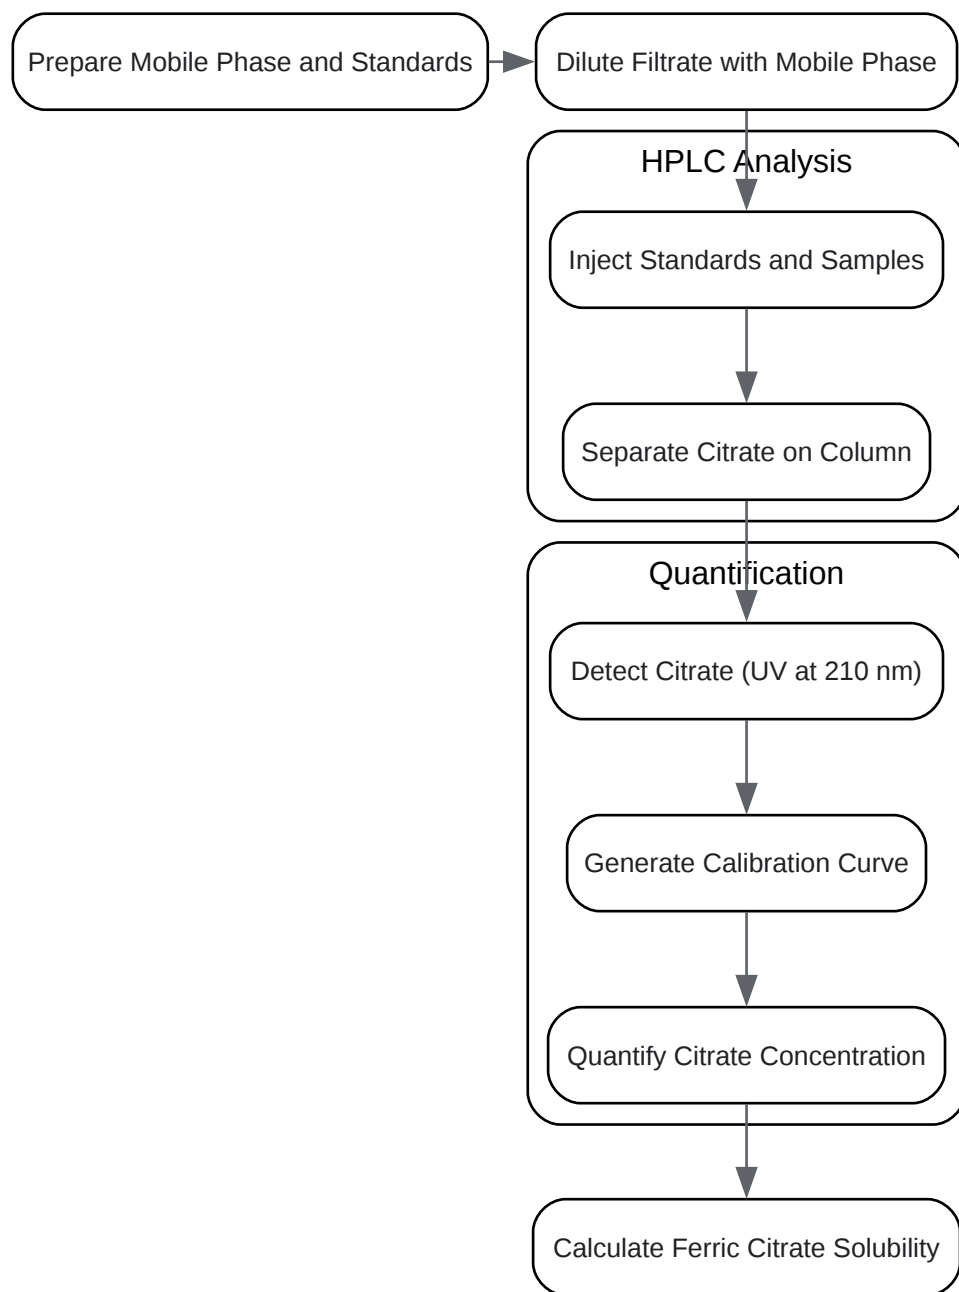 Prepare Mobile Phase and Standards
Dilute Filtrate with Mobile Phase
HPLC Analysis
Inject Standards and Samples
Separate Citrate on Column
Quantification
Detect Citrate (UV at 210 nm)
Generate Calibration Curve
Quantify Citrate Concentration
Calculate Ferric Citrate Solubility